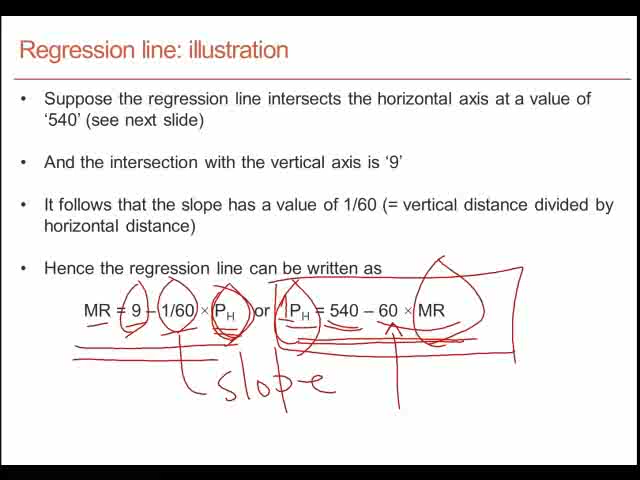 Regression line: illustration
• Suppose the regression line intersects the horizontal axis at a value of
‘540’ (see next slide)
• And the intersection with the vertical axis is ‘9’
• It follows that the slope has a value of 1/60 (= vertical distance divided by
horizontal distance)
• Hence the regression line can be written as
MR = 9 – 1/60 × PH or PH = 540 – 60 × MR
slope